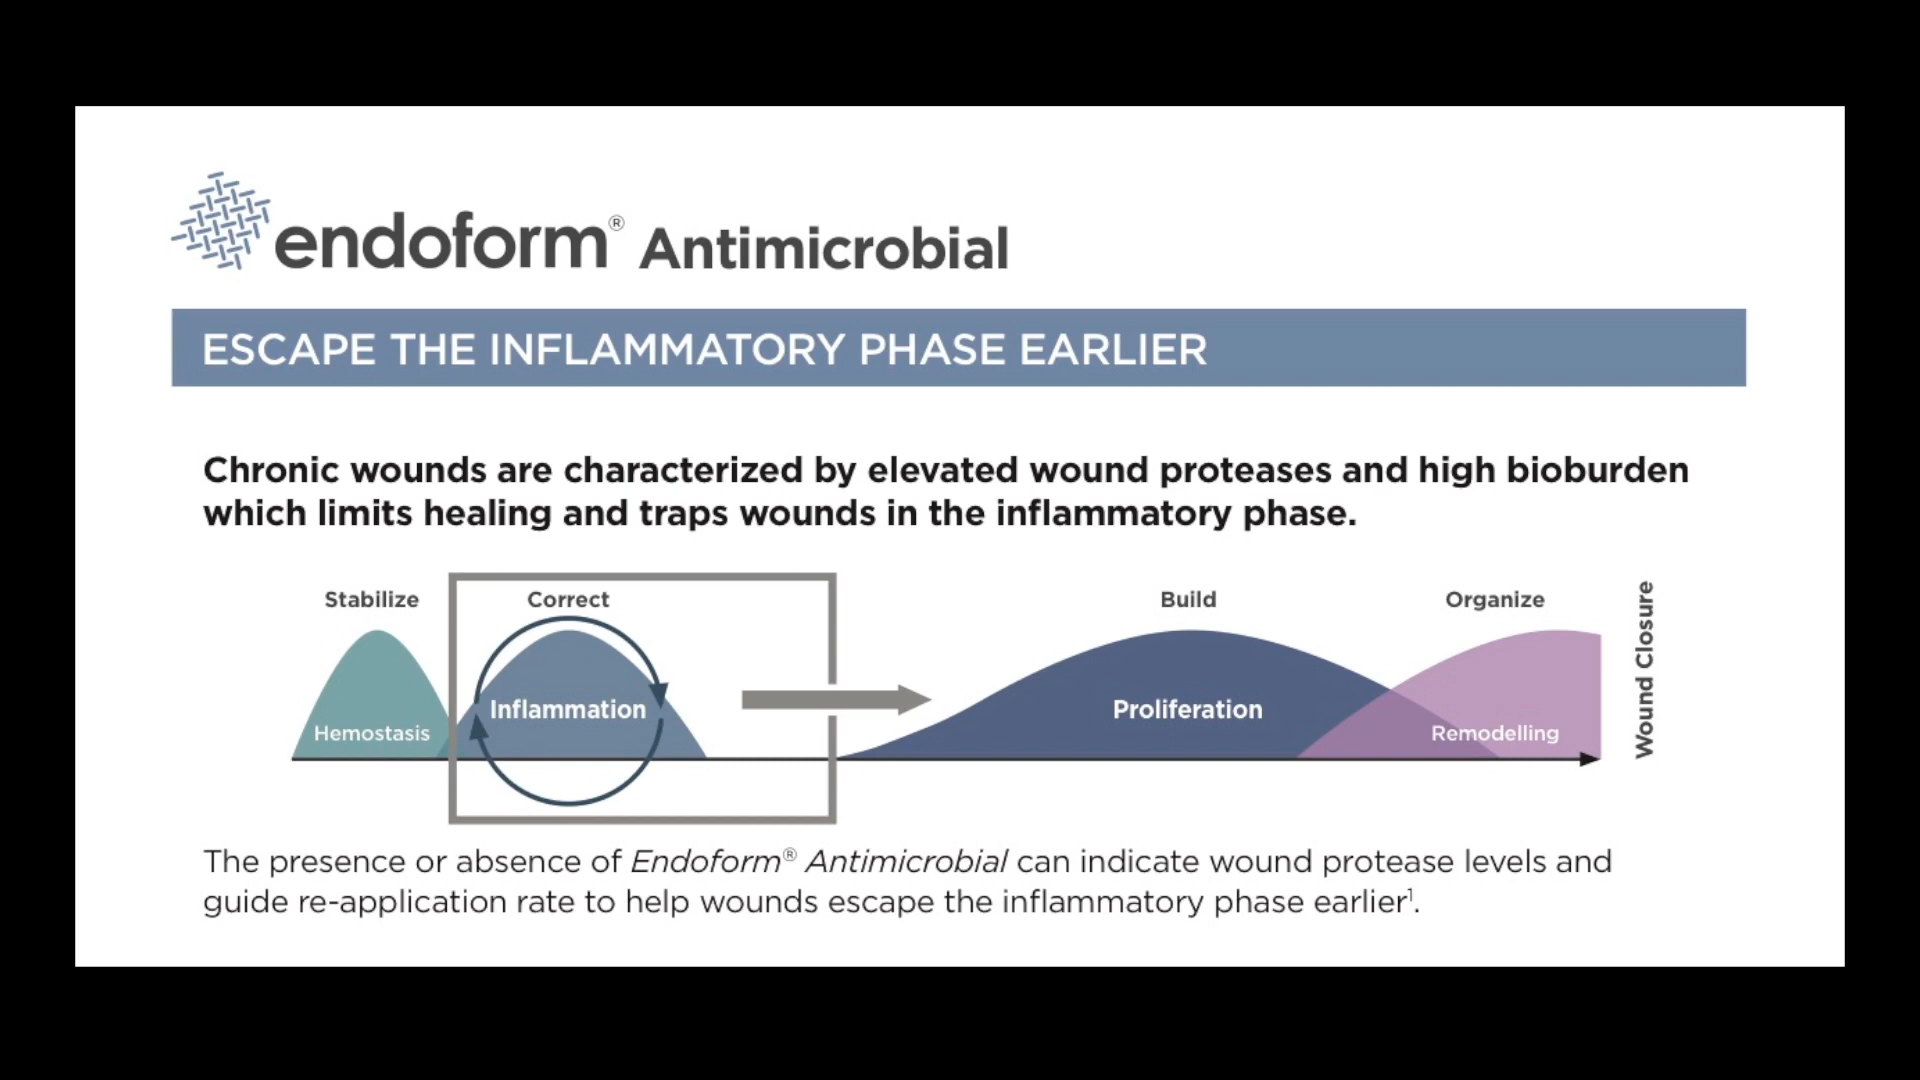 endoform® Antimicrobial
ESCAPE THE INFLAMMATORY PHASE EARLIER
Chronic wounds are characterized by elevated wound proteases and high bioburden
which limits healing and traps wounds in the inflammatory phase.
Stabilize
Correct
Build
Organize
Hemostasis
Inflammation
Proliferation
Remodelling
Wound Closure
The presence or absence of Endoform® Antimicrobial can indicate wound protease levels and
guide re-application rate to help wounds escape the inflammatory phase earlier¹.